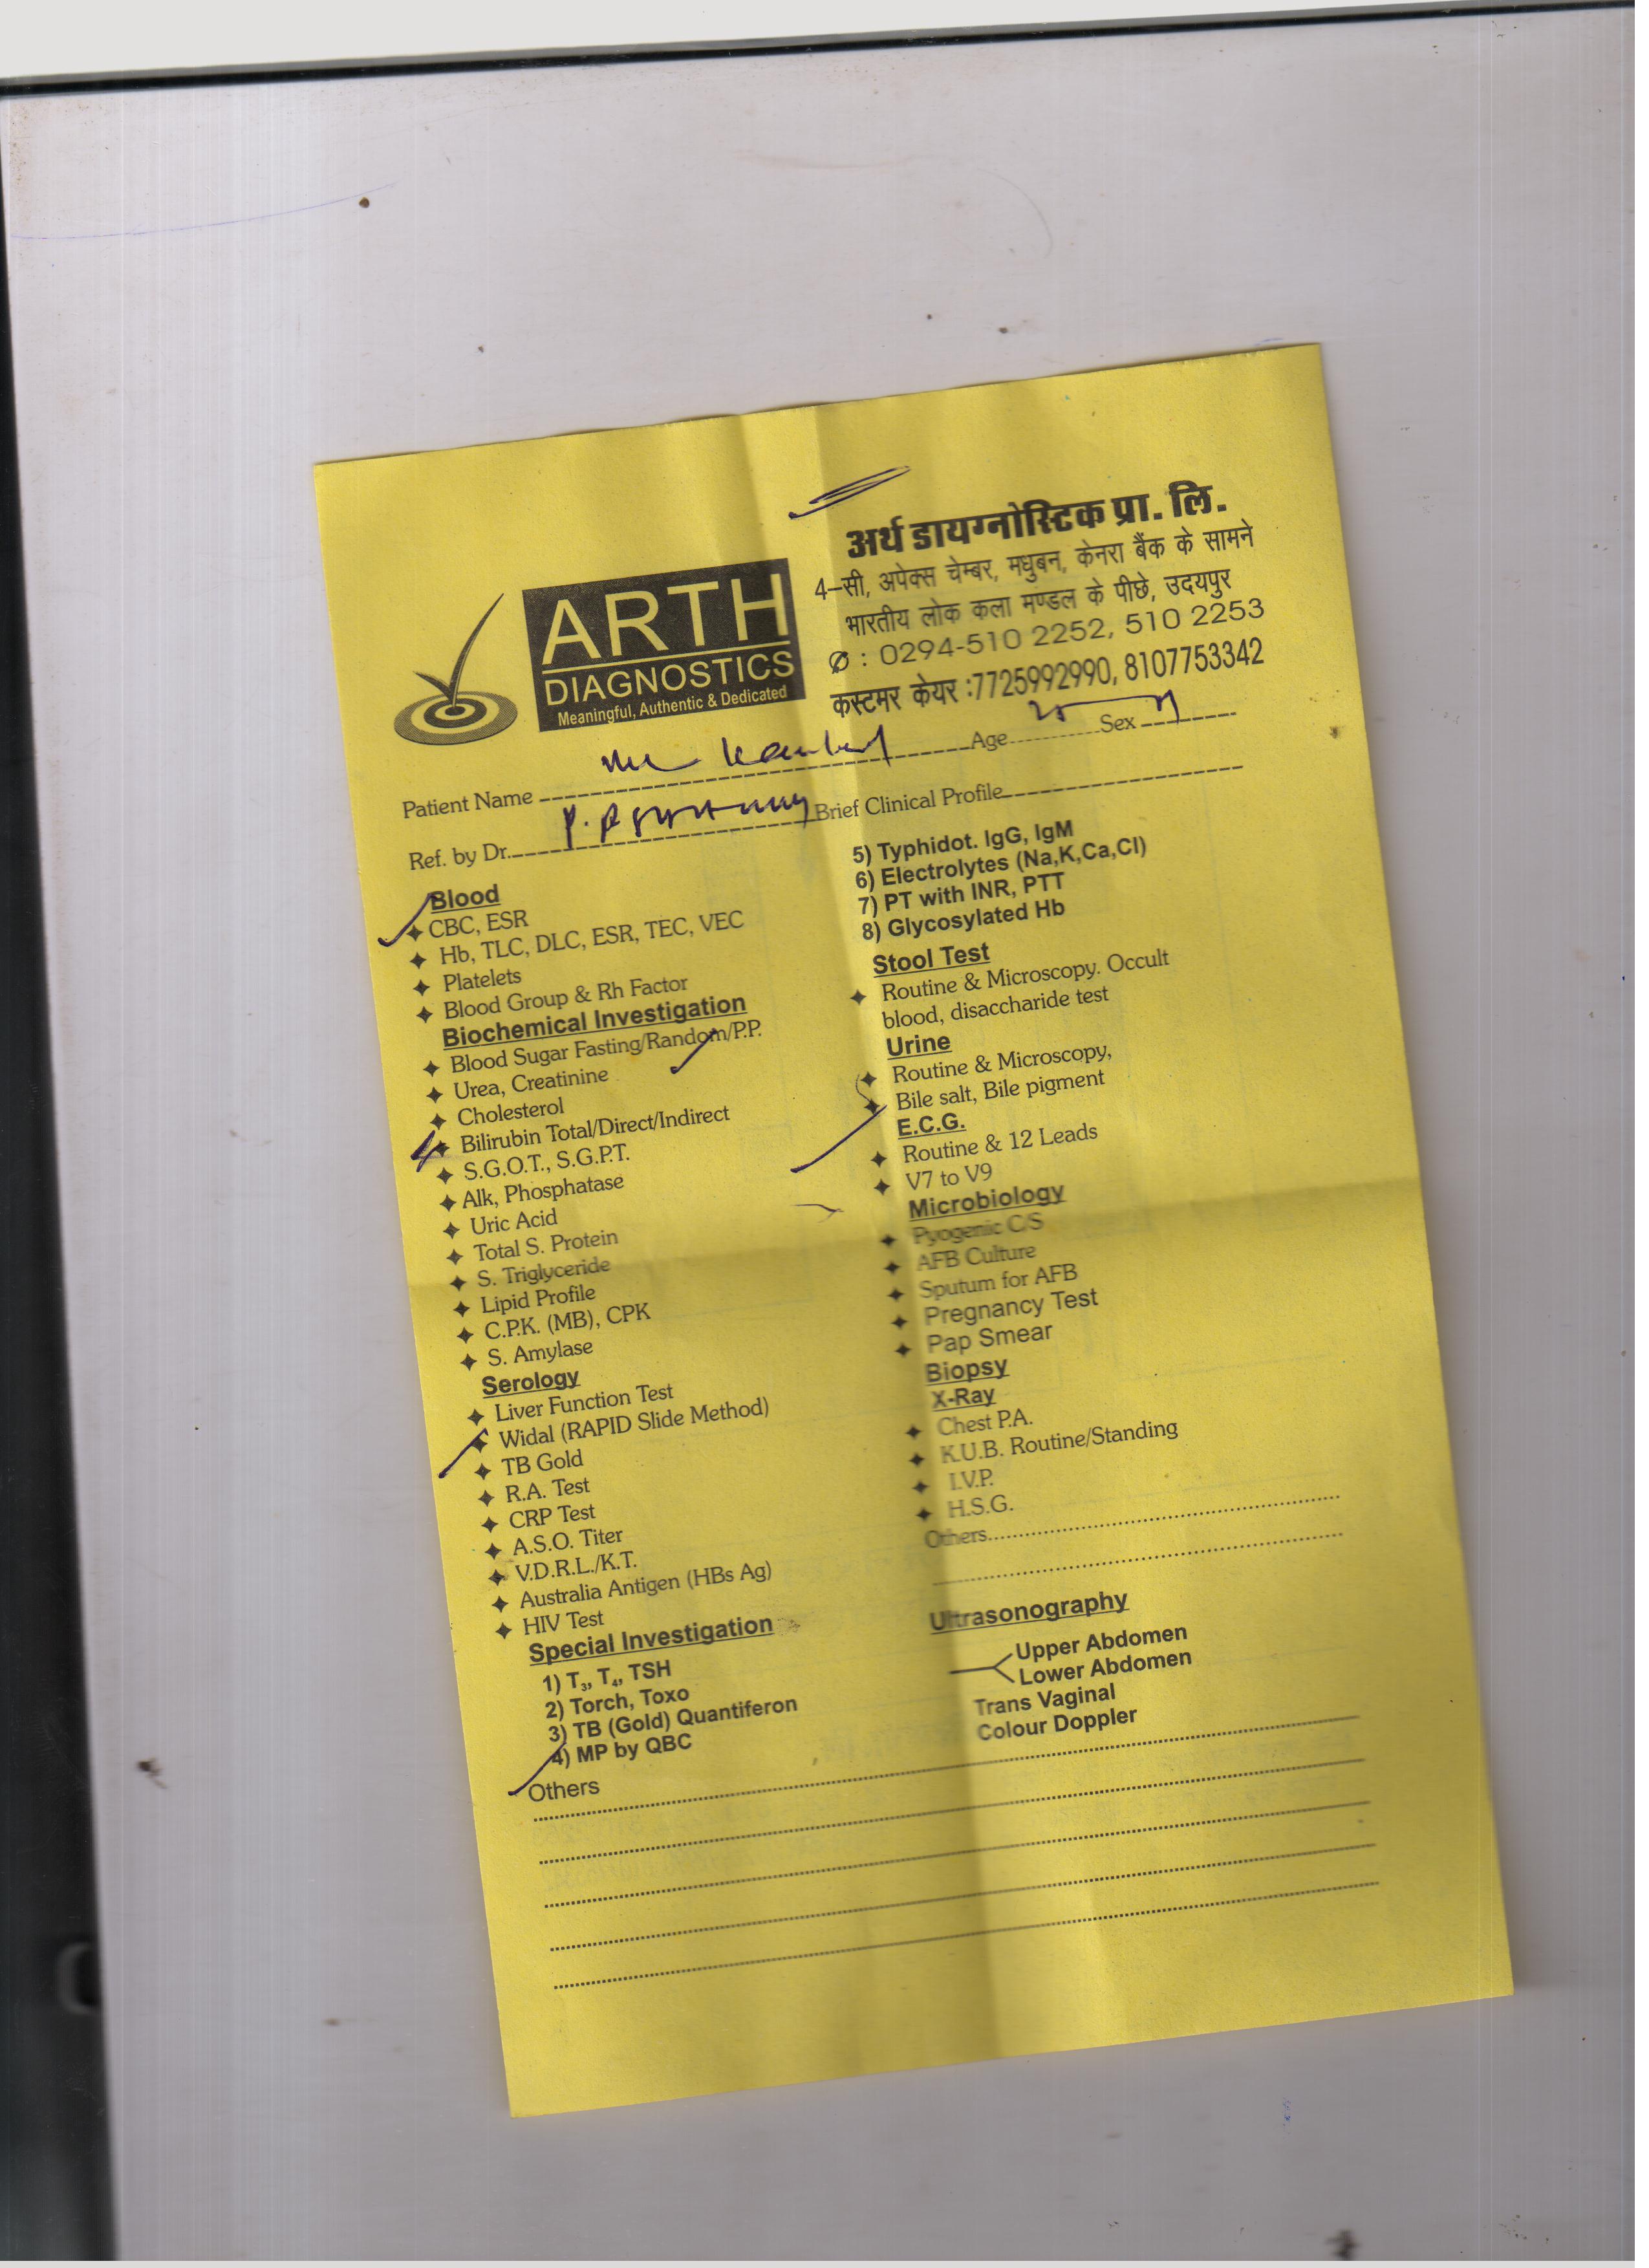 अर्थ डायग्नोस्टिक प्रा. लि.
4-सी, अपेक्स चेम्बर, मधुबन, केनरा बैंक के सामने
भारतीय लोक कला मण्डल के पीछे, उदयपुर
: 0294-510 2252, 510 2253
कस्टमर केयर :7725992990, 8107753342
ARTH
DIAGNOSTICS
Meaningful, Authentic & Dedicated
Patient Name Age 25 Sex
Ref. by Dr. Brief Clinical Profile
Blood
CBC, ESR
Hb, TLC, DLC, ESR, TEC, VEC
Platelets
Blood Group & Rh Factor
Biochemical Investigation
Blood Sugar Fasting/Random/P.P.
Urea, Creatinine
Cholesterol
Bilirubin Total/Direct/Indirect
S.G.O.T., S.G.P.T.
Alk, Phosphatase
Uric Acid
Total S. Protein
S. Triglyceride
Lipid Profile
C.P.K. (MB), CPK
S. Amylase
Serology
Liver Function Test
Widal (RAPID Slide Method)
TB Gold
R.A. Test
CRP Test
A.S.O. Titer
V.D.R.L./K.T.
Australia Antigen (HBs Ag)
HIV Test
Special Investigation
1) T3, T4, TSH
2) Torch, Toxo
3) TB (Gold) Quantiferon
4) MP by QBC
Others
5) Typhidot. IgG, IgM
6) Electrolytes (Na,K,Ca,Cl)
7) PT with INR, PTT
8) Glycosylated Hb
Stool Test
Routine & Microscopy. Occult
blood, disaccharide test
Urine
Routine & Microscopy,
Bile salt, Bile pigment
E.C.G.
Routine & 12 Leads
V7 to V9
Microbiology
Pyogenic C/S
AFB Culture
Sputum for AFB
Pregnancy Test
Pap Smear
Biopsy
X-Ray
Chest P.A.
K.U.B. Routine/Standing
I.V.P.
H.S.G.
Others
Ultrasonography
Upper Abdomen
Lower Abdomen
Trans Vaginal
Colour Doppler